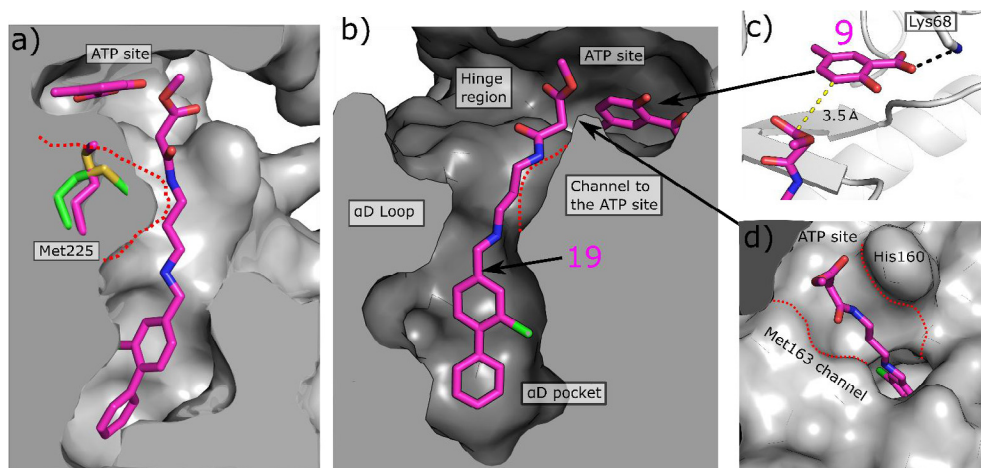 a)
ATP site
Met225
b)
Hinge
region
ATP site
αD Loop
Channel to
the ATP site
19
αD pocket
c)
9
Lys68
3.5 Å
d)
ATP site
His160
Met163 channel